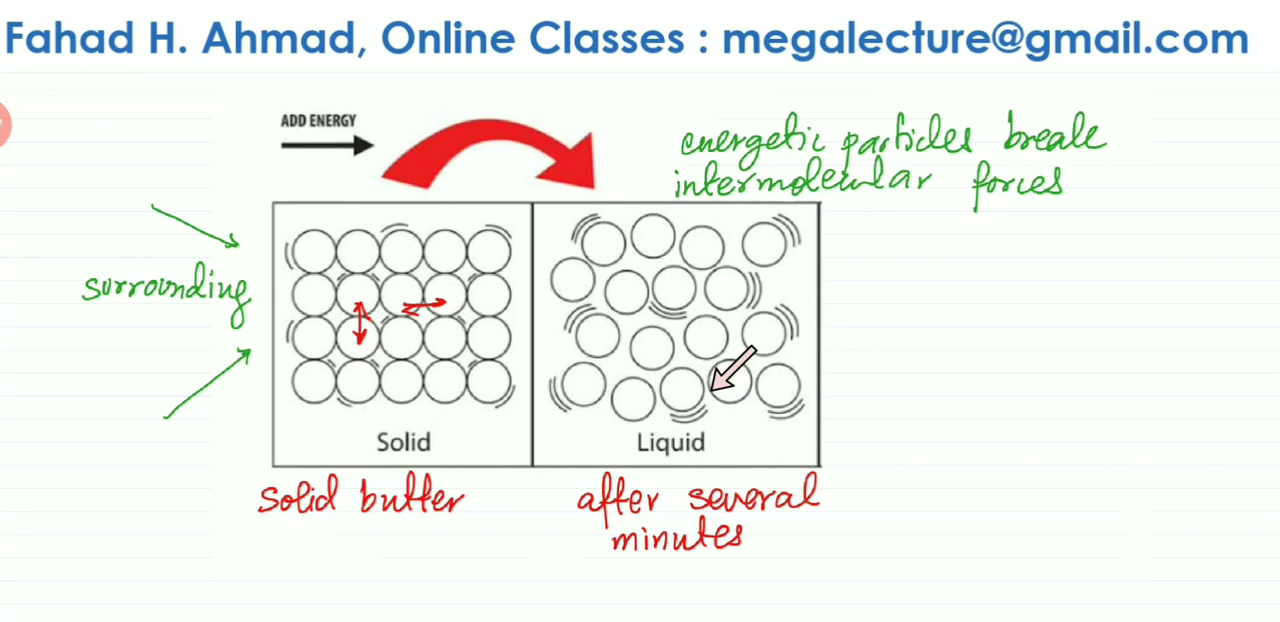 Fahad H. Ahmad, Online Classes : megalecture@gmail.com
ADD ENERGY
energetic particles break
intermolecular forces
surrounding
Solid
Liquid
solid butter
after several
minutes